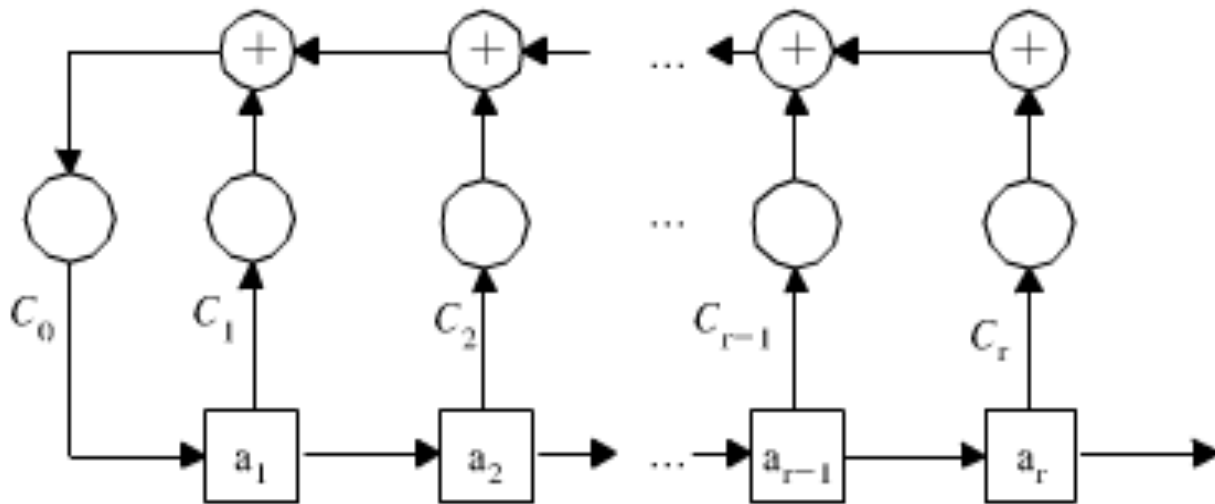 + + ... + +
...
C₀ C₁ C₂ Cᵣ₋₁ Cᵣ
a₁ a₂ ... aᵣ₋₁ aᵣ